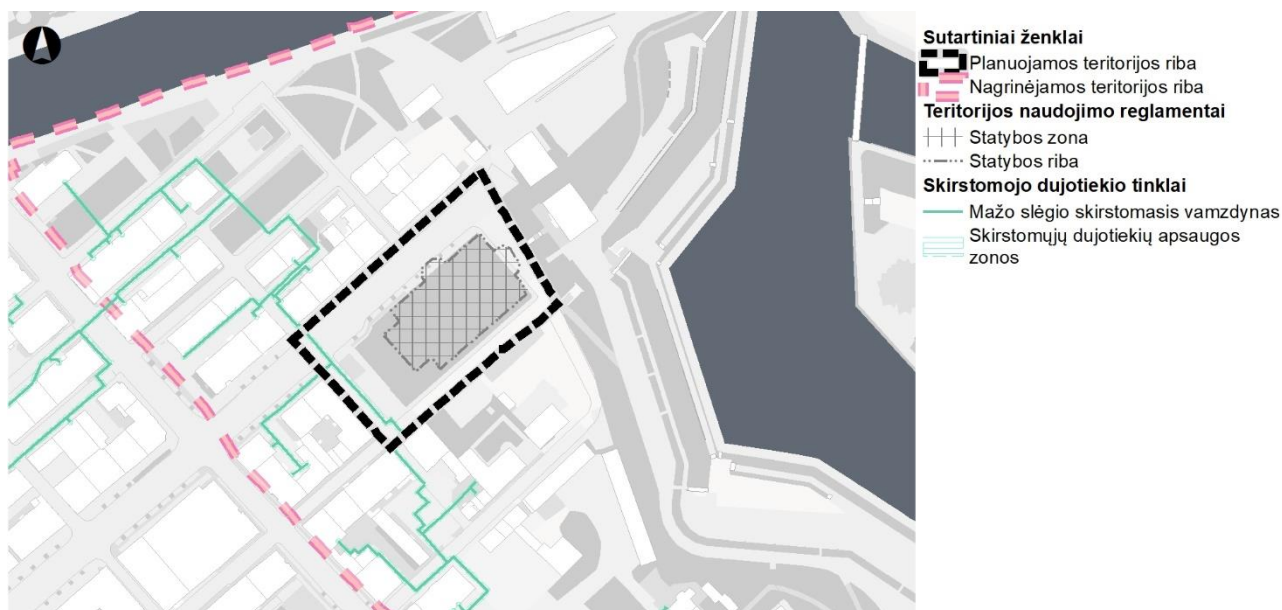 Sutartiniai ženklai
Planuojamos teritorijos riba
Nagrinėjamos teritorijos riba
Teritorijos naudojimo reglamentai
Statybos zona
Statybos riba
Skirstomojo dujotiekio tinklai
Mažo slėgio skirstomasis vamzdynas
Skirstomųjų dujotiekių apsaugos
zonos